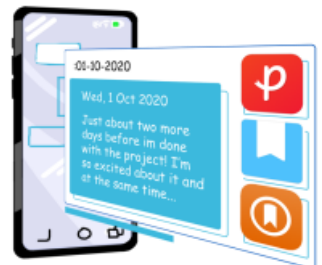 :01-10-2020
Wed, 1 Oct 2020
Just about two more
days before im done
with the project! I'm
so excited about it and
at the same time...